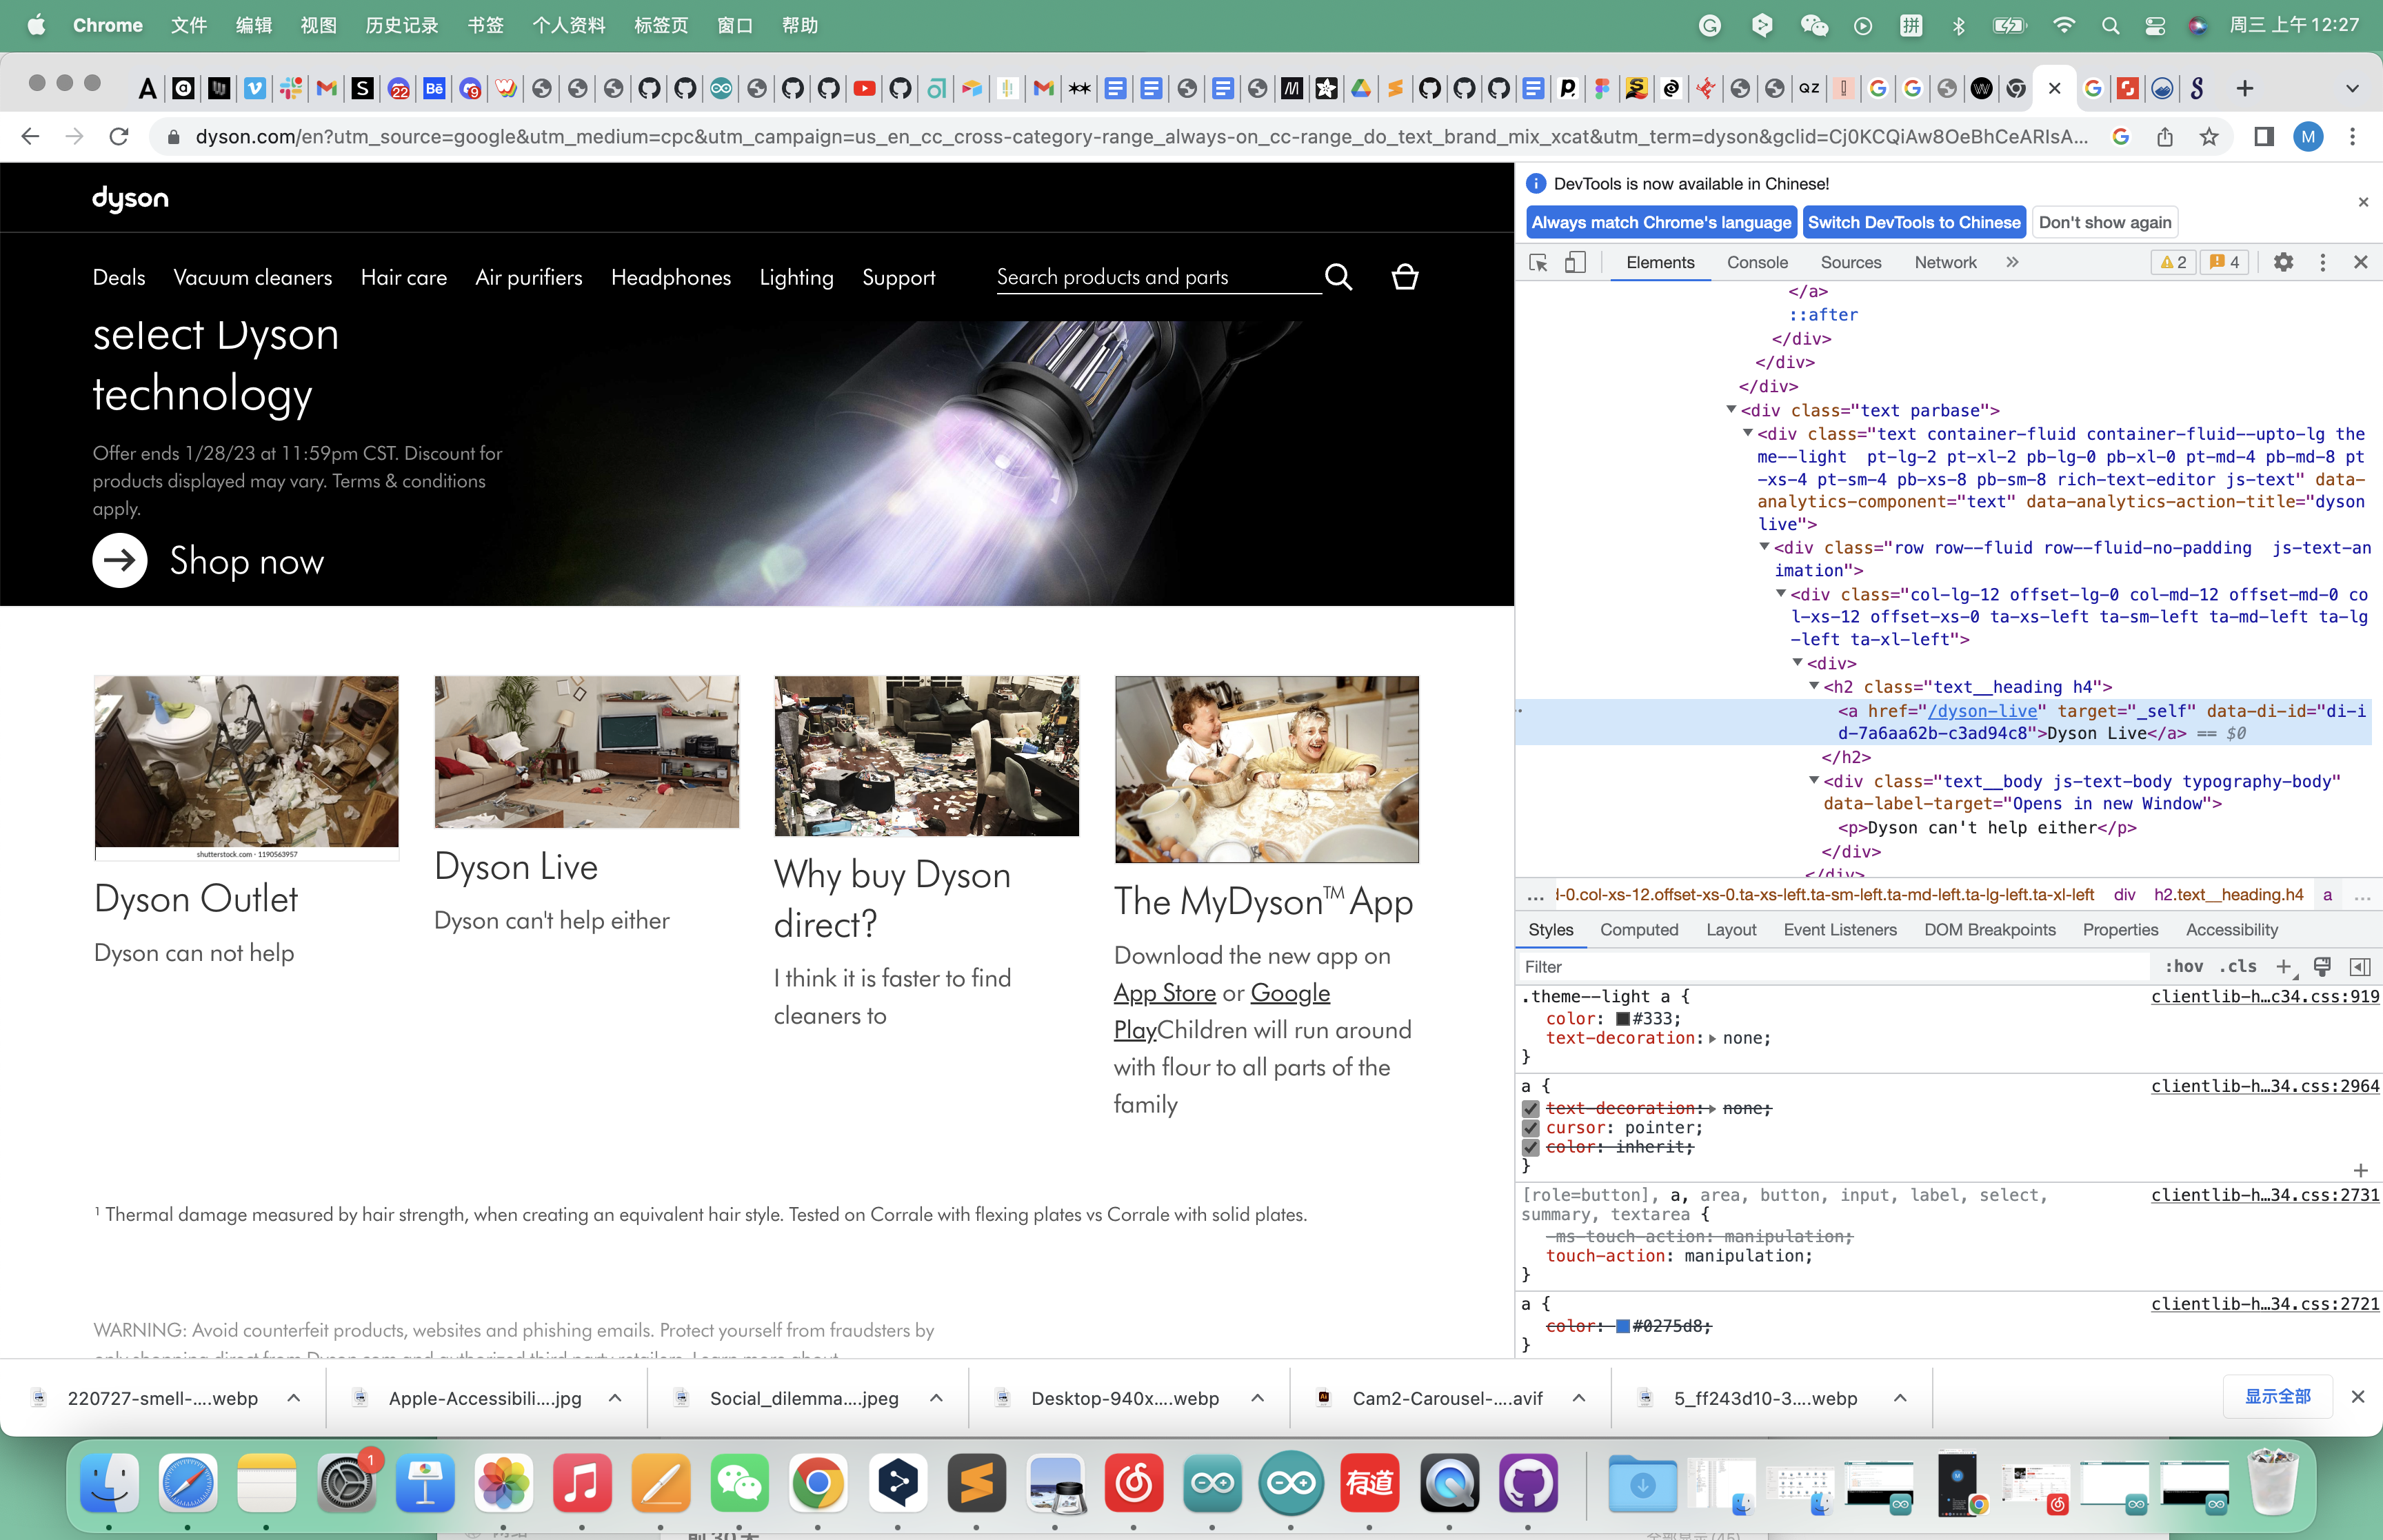 Chrome 文件 编辑 视图 历史记录 书签 个人资料 标签页 窗口 帮助 周三 上午12:27
dyson.com/en?utm_source=google&utm_medium=cpc&utm_campaign=us_en_cc_cross-category-range_always-on_cc-range_do_text_brand_mix_xcat&utm_term=dyson&gclid=Cj0KCQiAw8OeBhCeARIsA...
dyson
Deals Vacuum cleaners Hair care Air purifiers Headphones Lighting Support Search products and parts
select Dyson
technology
Offer ends 1/28/23 at 11:59pm CST. Discount for
products displayed may vary. Terms & conditions
apply.
Shop now
shutterstock.com · 1190563957
Dyson Outlet
Dyson can not help
Dyson Live
Dyson can't help either
Why buy Dyson
direct?
I think it is faster to find
cleaners to
The MyDyson™ App
Download the new app on
App Store or Google
PlayChildren will run around
with flour to all parts of the
family
¹ Thermal damage measured by hair strength, when creating an equivalent hair style. Tested on Corrale with flexing plates vs Corrale with solid plates.
WARNING: Avoid counterfeit products, websites and phishing emails. Protect yourself from fraudsters by
DevTools is now available in Chinese!
Always match Chrome's language Switch DevTools to Chinese Don't show again
Elements Console Sources Network 2 4
</a>
::after
</div>
</div>
</div>
<div class="text parbase">
<div class="text container-fluid container-fluid--upto-lg the
me--light pt-lg-2 pt-xl-2 pb-lg-0 pb-xl-0 pt-md-4 pb-md-8 pt
-xs-4 pt-sm-4 pb-xs-8 pb-sm-8 rich-text-editor js-text" data-
analytics-component="text" data-analytics-action-title="dyson
live">
<div class="row row--fluid row--fluid-no-padding js-text-an
imation">
<div class="col-lg-12 offset-lg-0 col-md-12 offset-md-0 co
l-xs-12 offset-xs-0 ta-xs-left ta-sm-left ta-md-left ta-lg
-left ta-xl-left">
<div>
<h2 class="text__heading h4">
<a href="/dyson-live" target="_self" data-di-id="di-i
d-7a6aa62b-c3ad94c8">Dyson Live</a> == $0
</h2>
<div class="text__body js-text-body typography-body"
data-label-target="Opens in new Window">
<p>Dyson can't help either</p>
</div>
</div>
... l-0.col-xs-12.offset-xs-0.ta-xs-left.ta-sm-left.ta-md-left.ta-lg-left.ta-xl-left div h2.text__heading.h4 a ...
Styles Computed Layout Event Listeners DOM Breakpoints Properties Accessibility
Filter :hov .cls
.theme--light a { clientlib-h…c34.css:919
color: #333;
text-decoration: none;
}
a { clientlib-h…34.css:2964
text-decoration: none;
cursor: pointer;
color: inherit;
}
[role=button], a, area, button, input, label, select, clientlib-h…34.css:2731
summary, textarea {
-ms-touch-action: manipulation;
touch-action: manipulation;
}
a { clientlib-h…34.css:2721
color: #0275d8;
}
220727-smell-....webp Apple-Accessibili....jpg Social_dilemma....jpeg Desktop-940x....webp Cam2-Carousel-....avif 5_ff243d10-3....webp 显示全部
1
有道